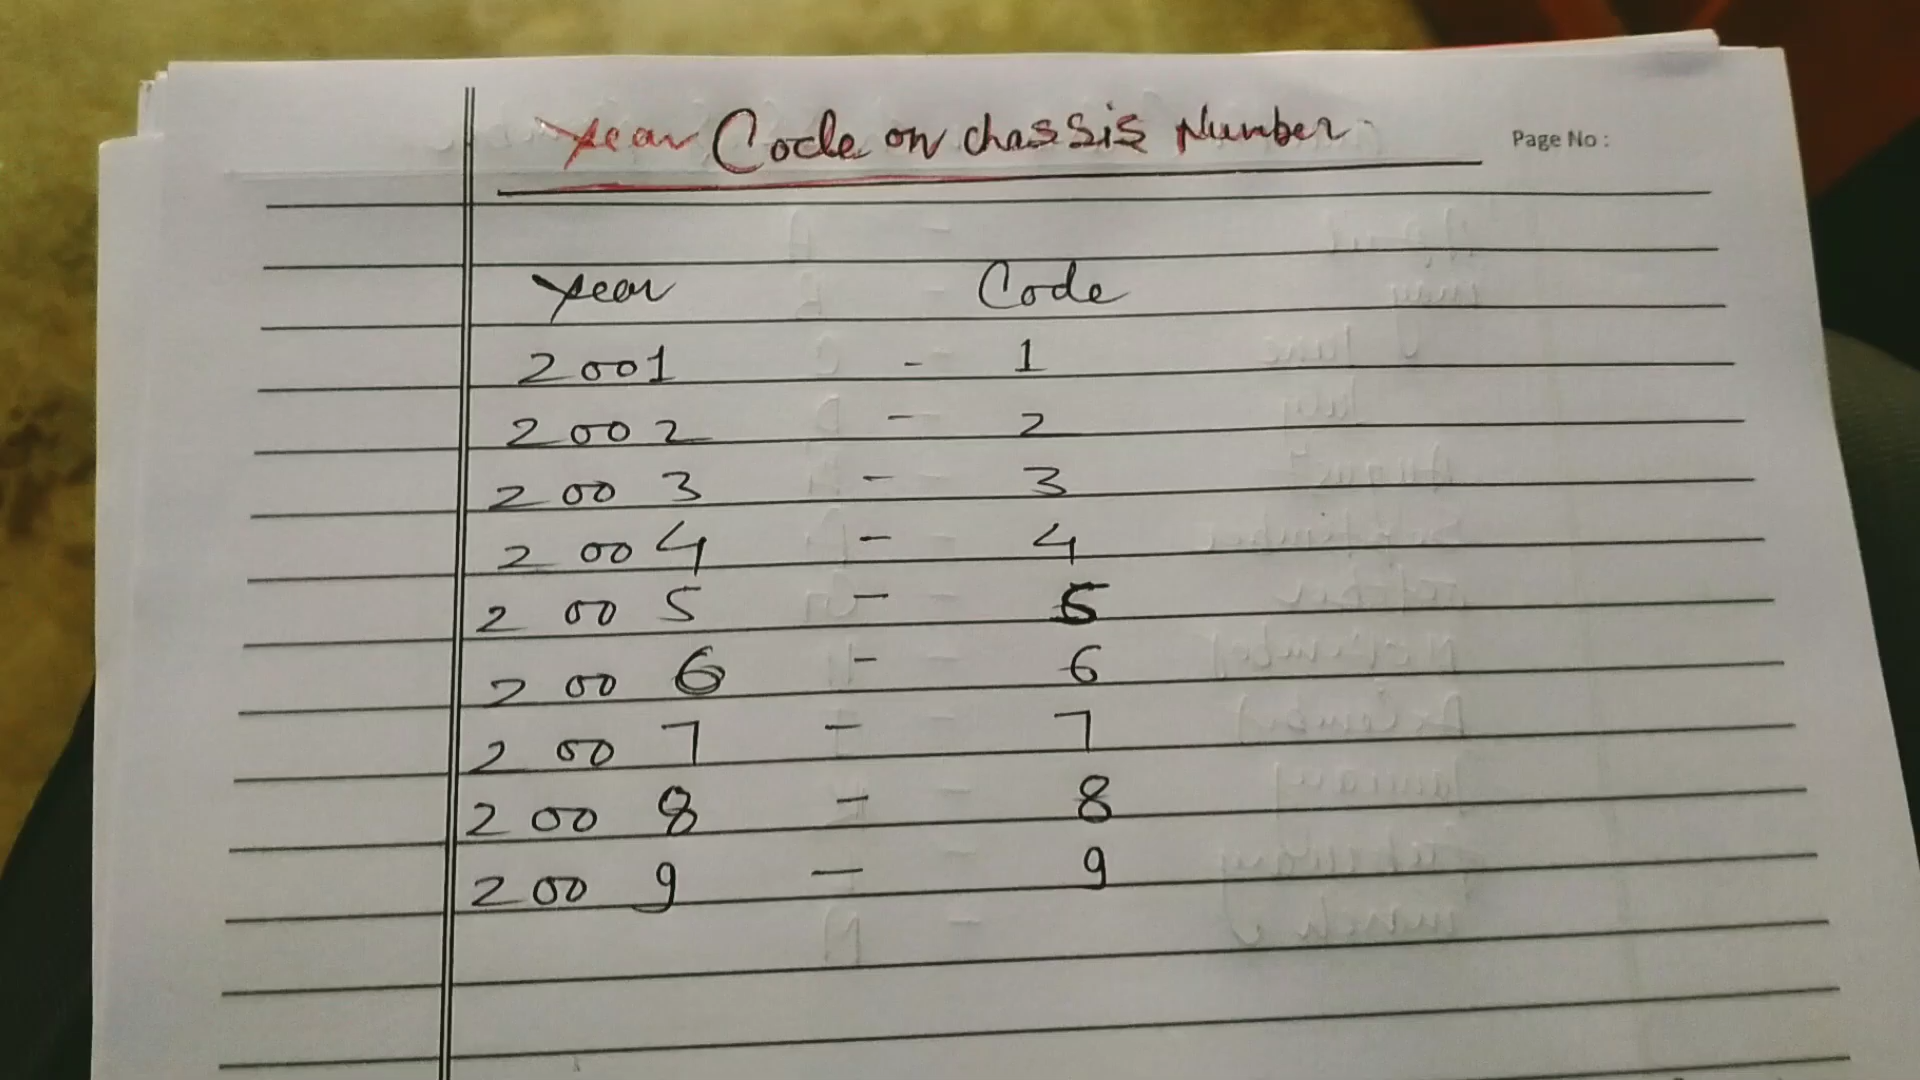 Year Code on chassis Number
Page No :
Year Code
2001 - 1
2002 - 2
2003 - 3
2004 - 4
2005 - 5
2006 - 6
2007 - 7
2008 - 8
2009 - 9